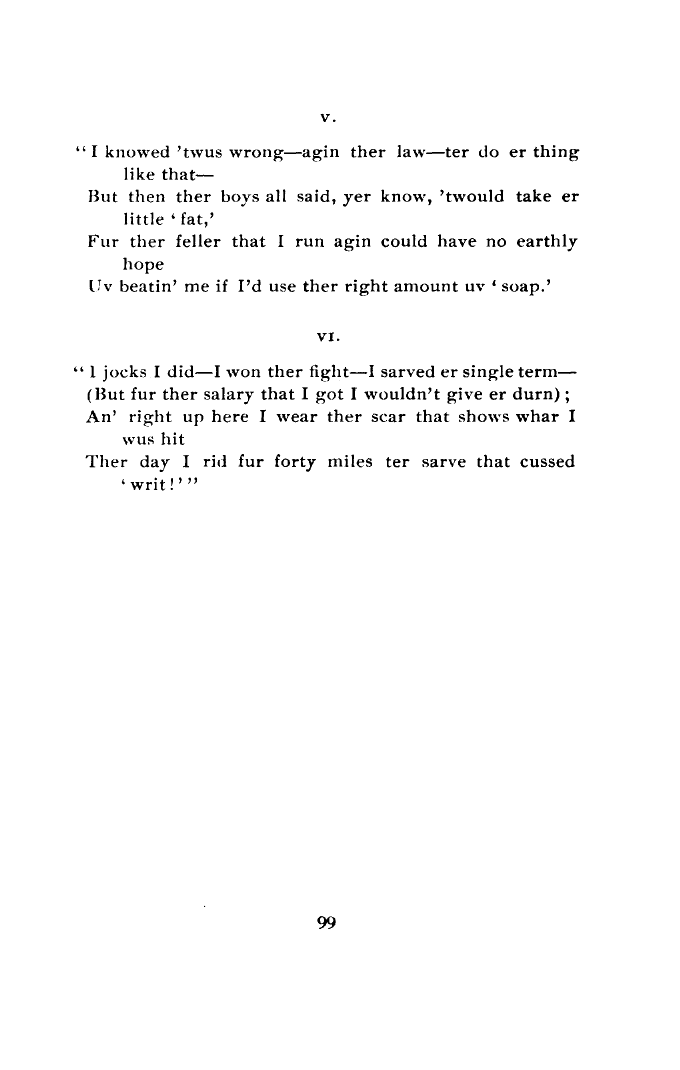 V.
“I knowed ’twus wrong—agin ther law—ter do er thing
like that—
But then ther boys all said, yer know, ’twould take er
little ‘fat,’
Fur ther feller that I run agin could have no earthly
hope
Uv beatin’ me if I’d use ther right amount uv ‘soap.’
VI.
“I jocks I did—I won ther fight—I sarved er single term—
(But fur ther salary that I got I wouldn’t give er durn);
An’ right up here I wear ther scar that shows whar I
wus hit
Ther day I rid fur forty miles ter sarve that cussed
‘writ!’”
99